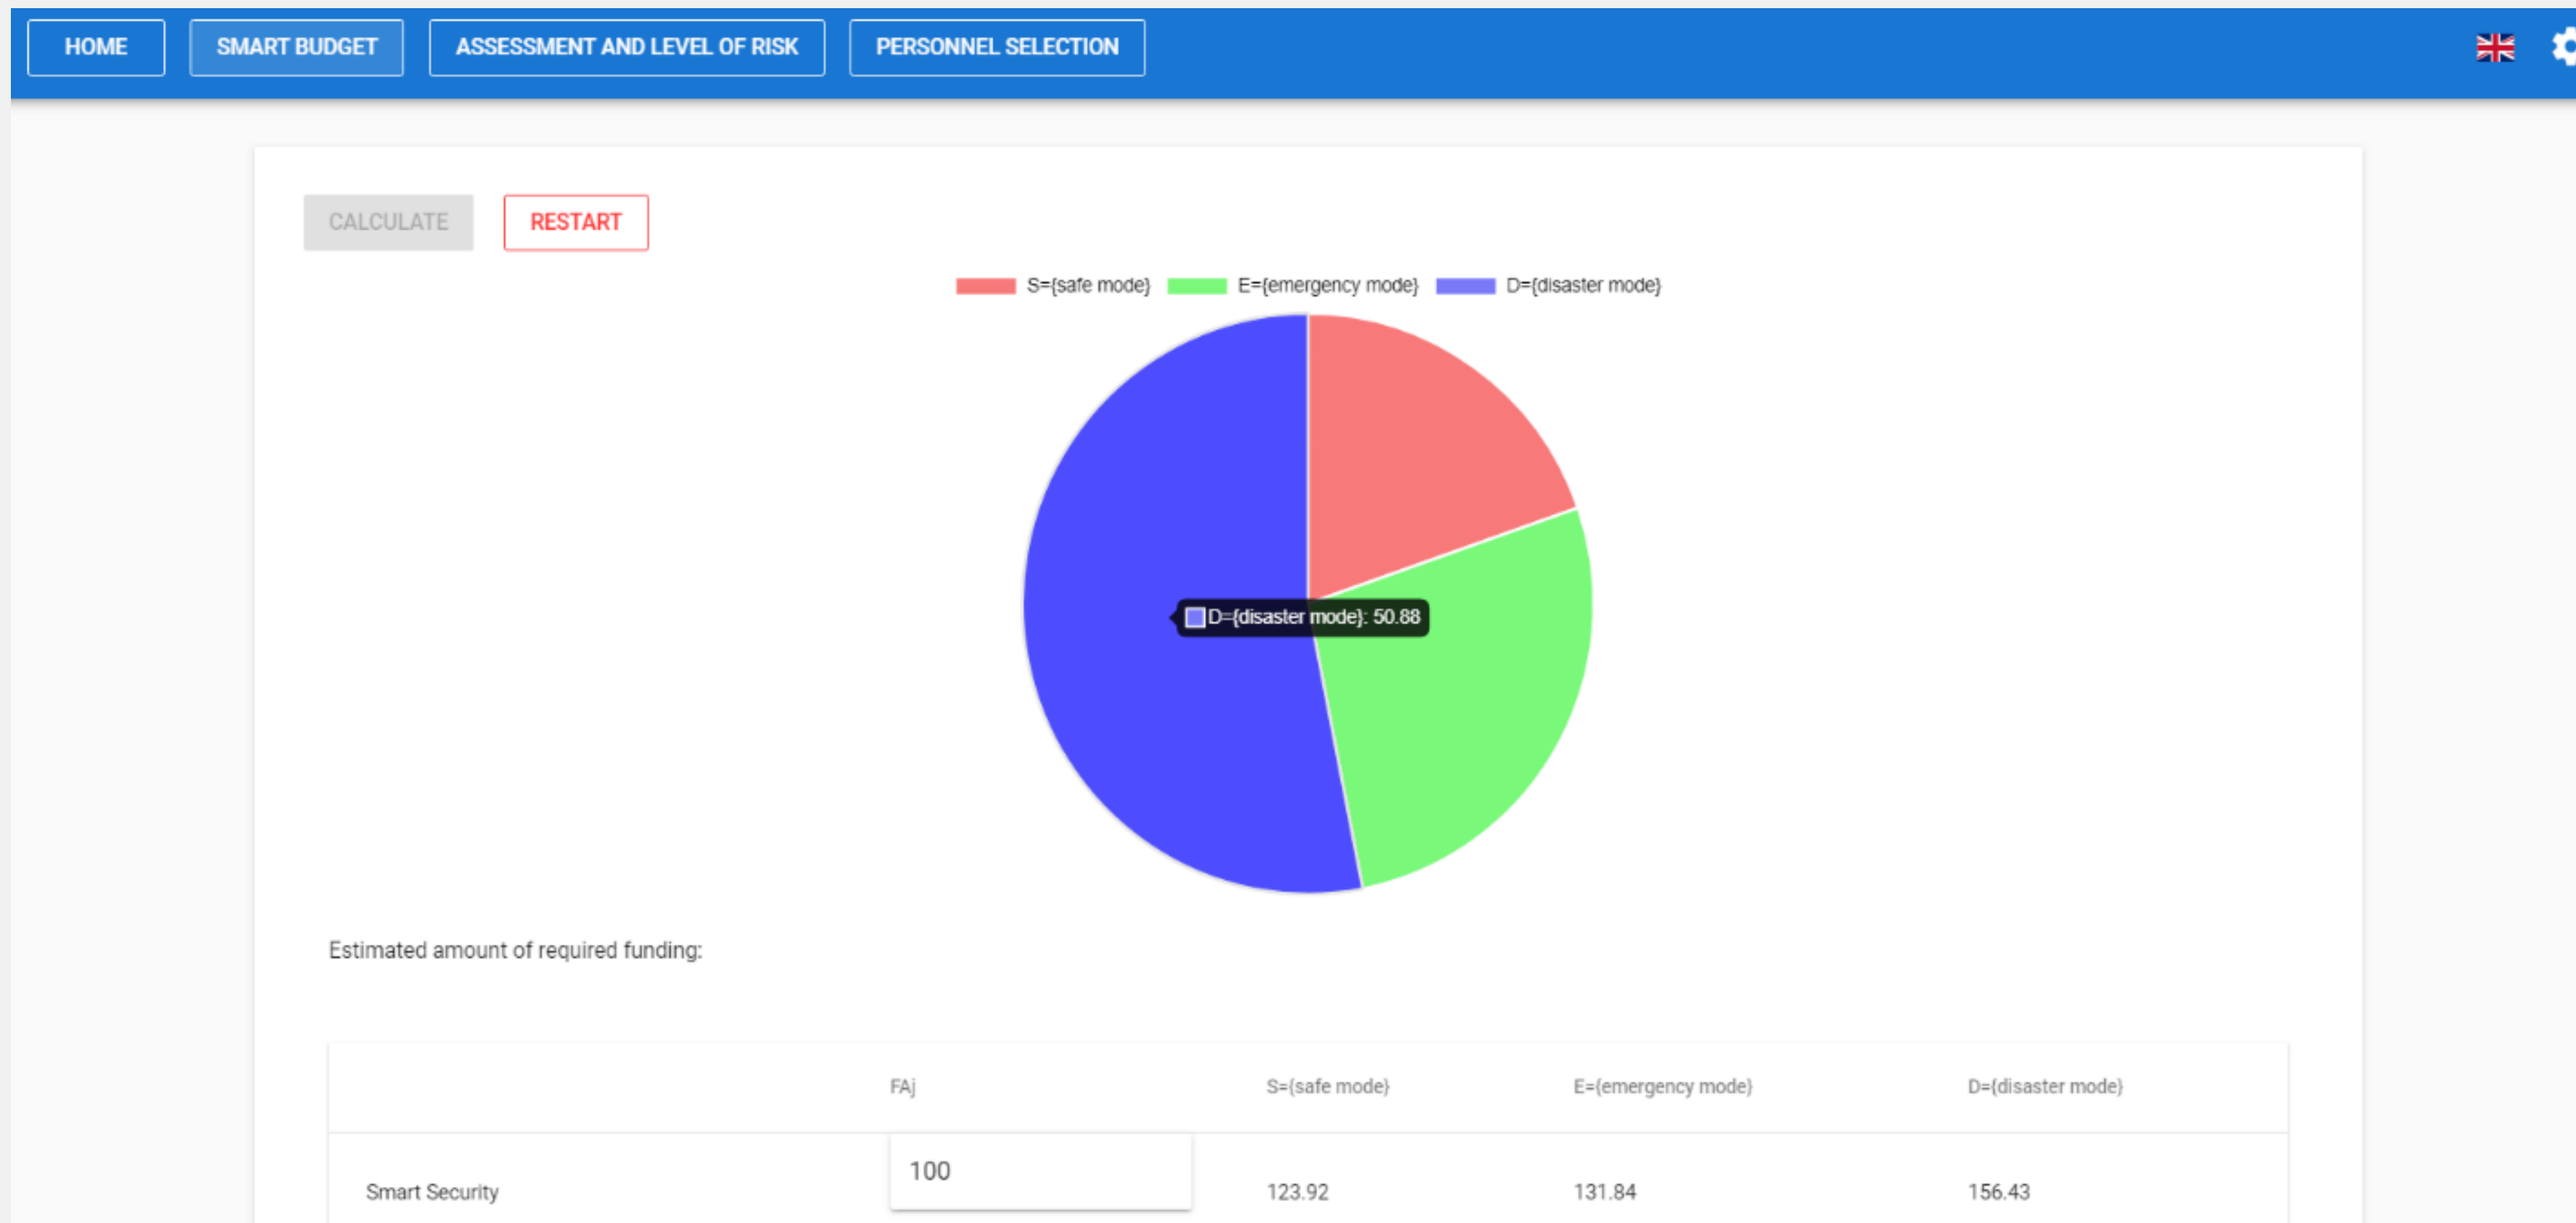 HOME SMART BUDGET ASSESSMENT AND LEVEL OF RISK PERSONNEL SELECTION
CALCULATE RESTART
S={safe mode} E={emergency mode} D={disaster mode}
D={disaster mode}: 50.88
Estimated amount of required funding:
FAj S={safe mode} E={emergency mode} D={disaster mode}
Smart Security 100 123.92 131.84 156.43